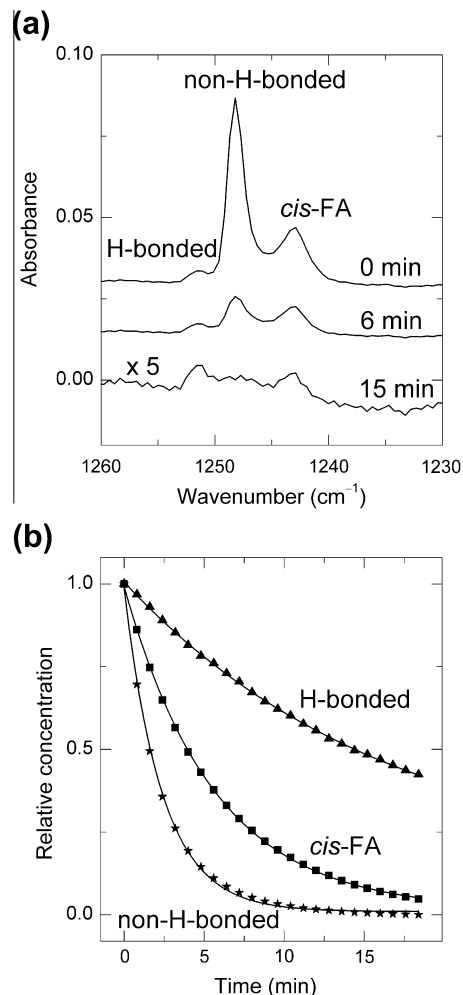 (a)
0.10
non-H-bonded
cis-FA
Absorbance
0.05
H-bonded
0 min
6 min
x 5
0.00
15 min
1260 1250 1240 1230
Wavenumber (cm⁻¹)
(b)
1.0
Relative concentration
H-bonded
0.5
cis-FA
0.0
non-H-bonded
0 5 10 15
Time (min)